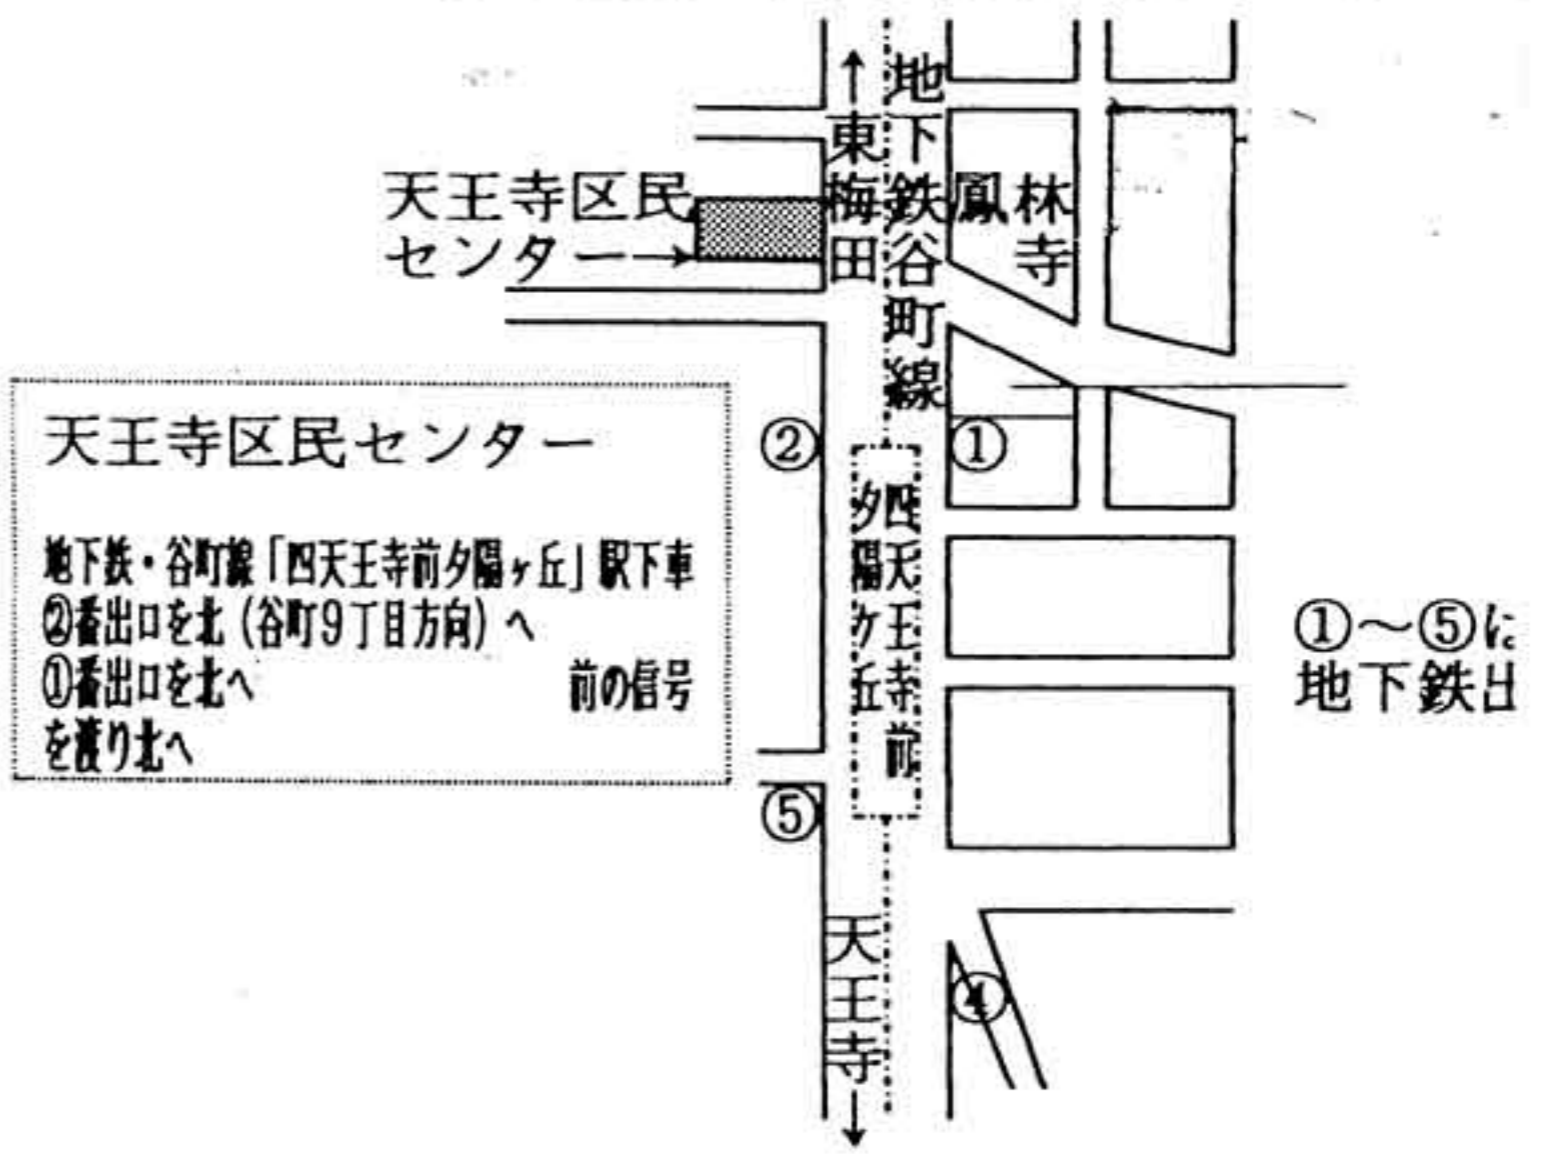 ↑東梅田
地下鉄谷町線
鳳林寺
天王寺区民
センター→
天王寺区民センター
地下鉄・谷町線「四天王寺前夕陽ヶ丘」駅下車
②番出口を北(谷町9丁目方向)へ
①番出口を北へ 前の信号
を渡り北へ
②
①
四天王寺前
夕陽ケ丘
①～⑤は
地下鉄出
⑤
④
天王寺↓